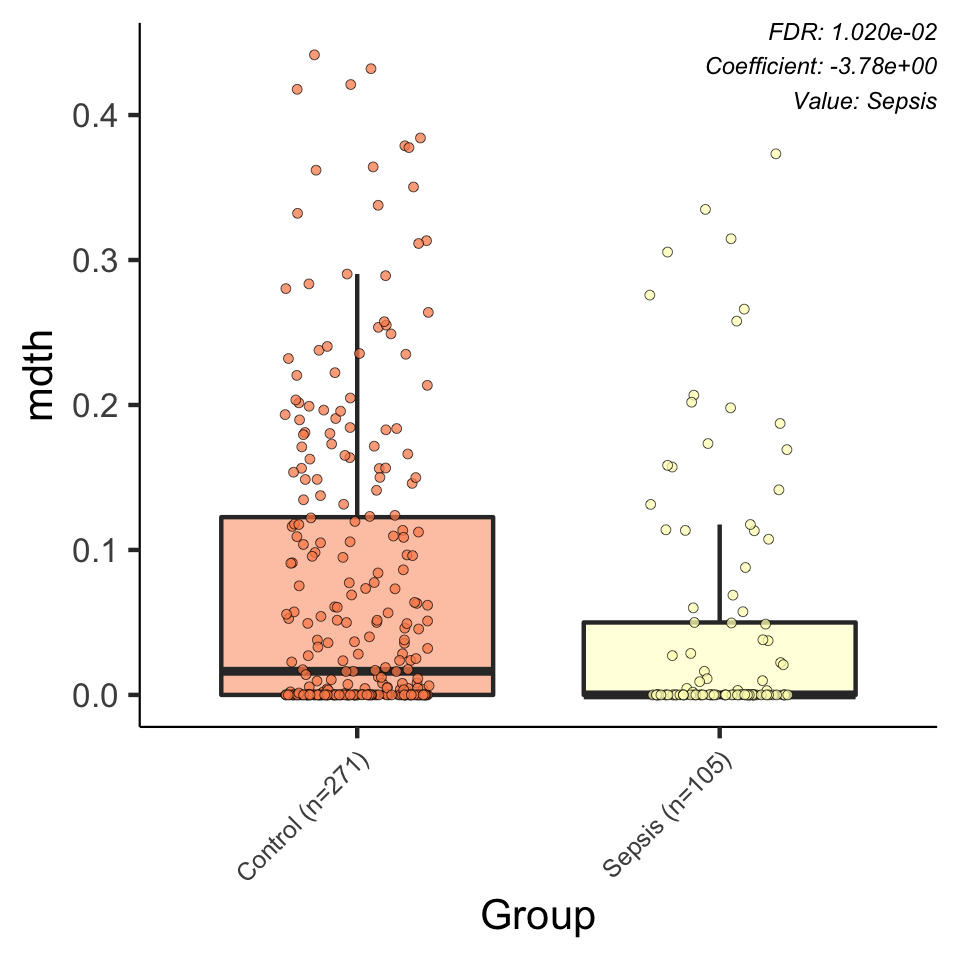 FDR: 1.020e-02
Coefficient: -3.78e+00
Value: Sepsis
0.4
0.3
0.2
0.1
0.0
mdth
Control (n=271)
Sepsis (n=105)
Group